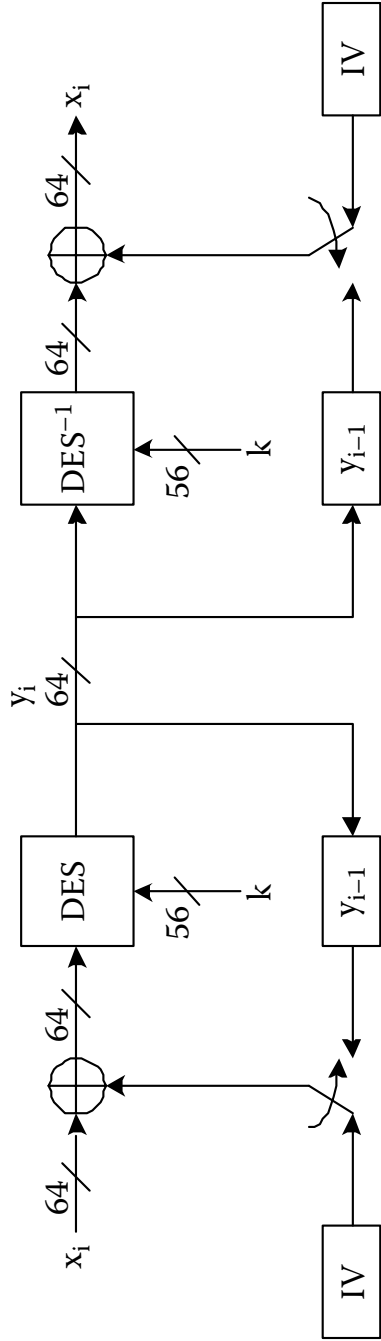 x_i
64
64
DES
56
k
y_i
64
DES⁻¹
56
k
64
64
x_i
IV
y_{i−1}
y_{i−1}
IV